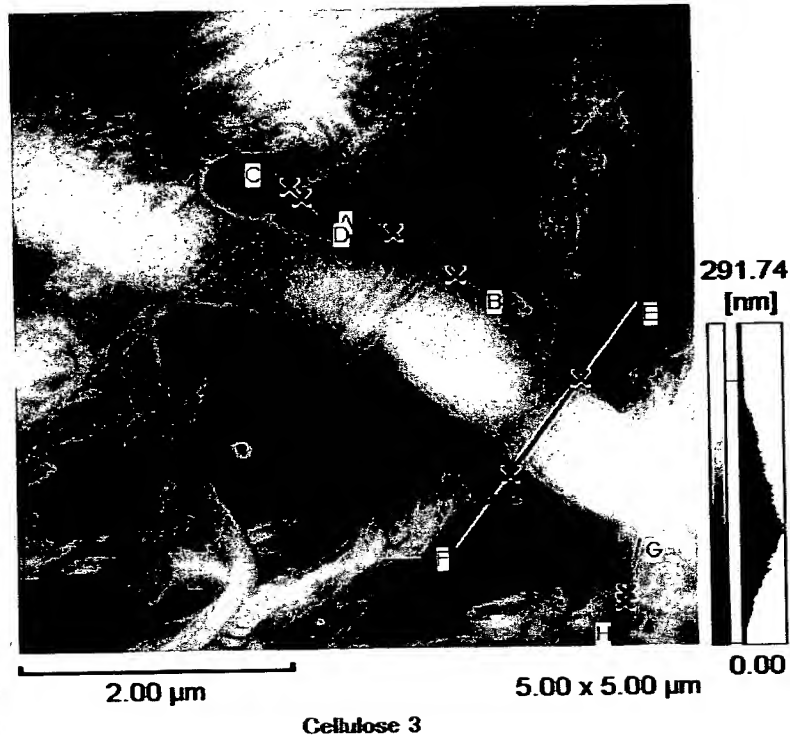 C
A
D
B
E
F
G
H
291.74
[nm]
0.00
2.00 µm
5.00 x 5.00 µm
Cellulose 3